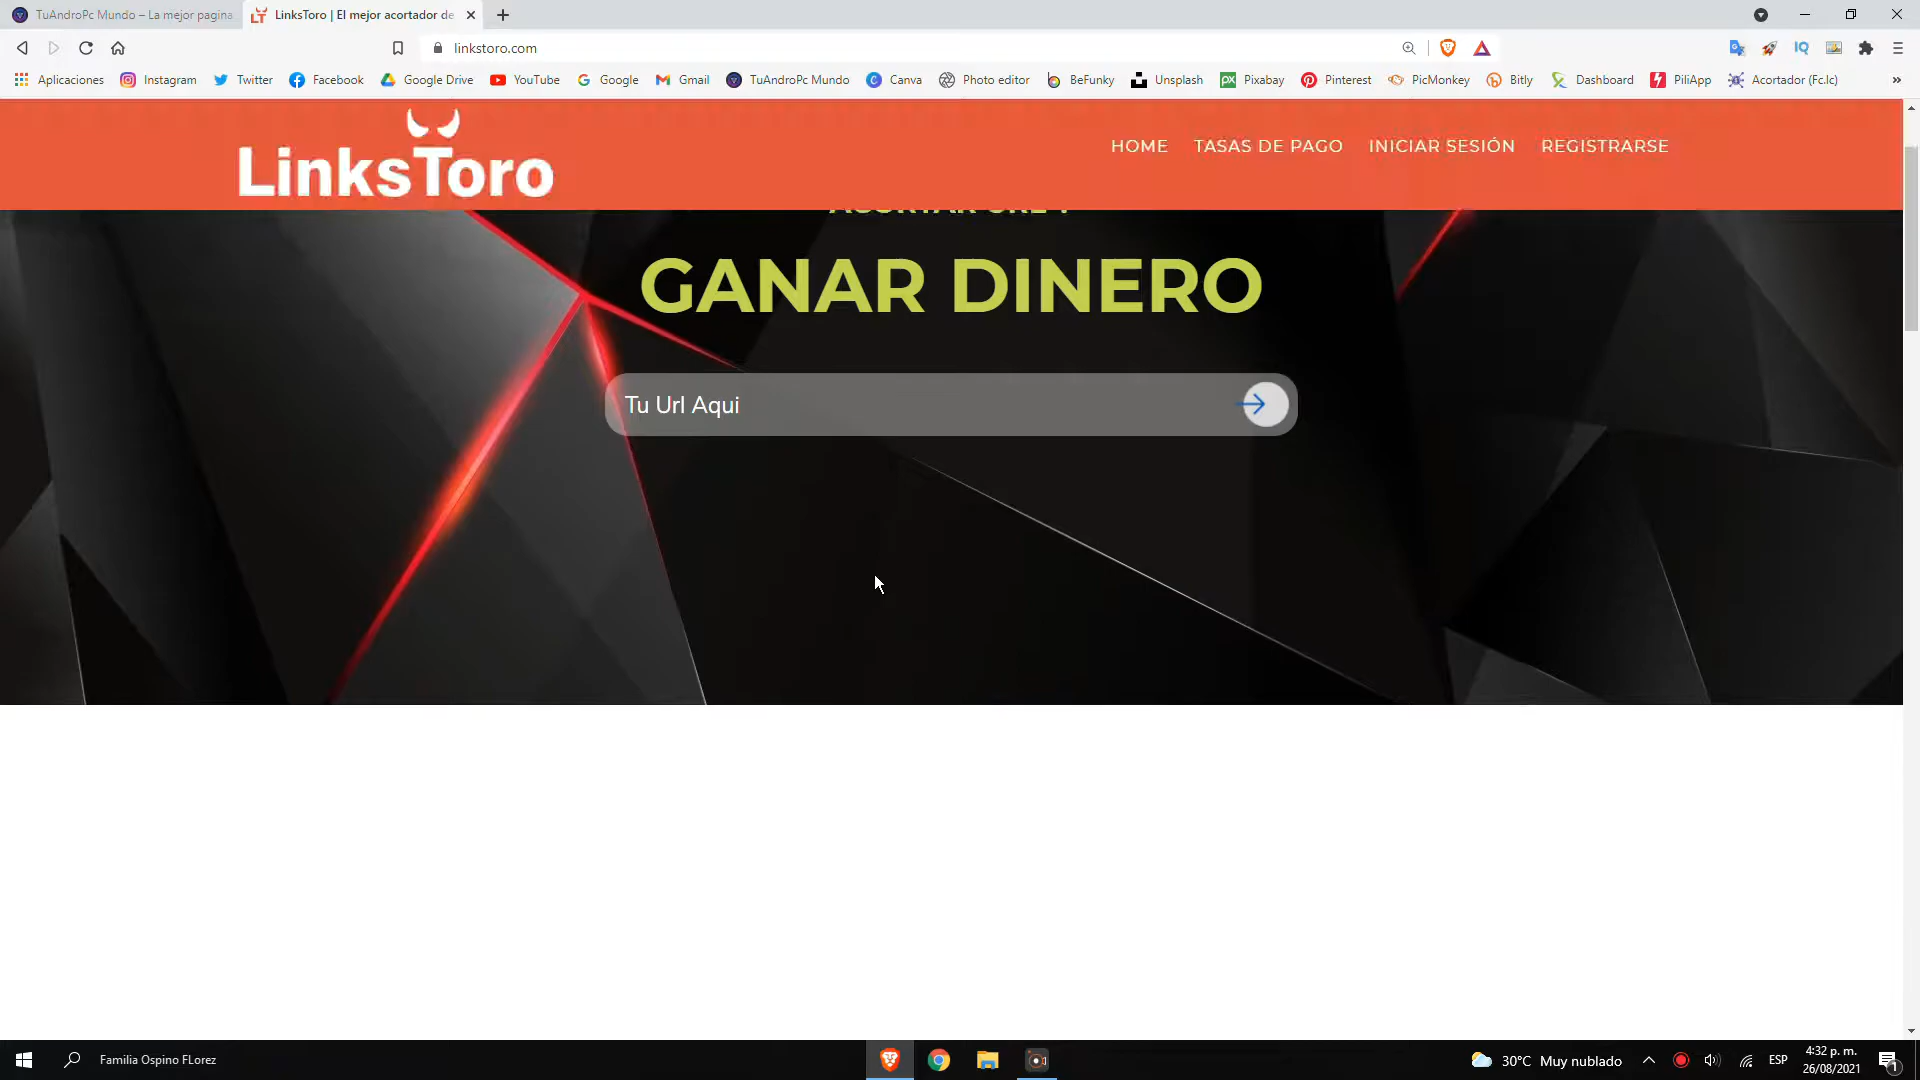 TuAndroPc Mundo – La mejor pagina
LinksToro | El mejor acortador de
linkstoro.com
Aplicaciones
Instagram
Twitter
Facebook
Google Drive
YouTube
Google
Gmail
TuAndroPc Mundo
Canva
Photo editor
BeFunky
Unsplash
Pixabay
Pinterest
PicMonkey
Bitly
Dashboard
PiliApp
Acortador (Fc.lc)
LinksToro
HOME
TASAS DE PAGO
INICIAR SESIÓN
REGISTRARSE
GANAR DINERO
Tu Url Aqui
Familia Ospino FLorez
30°C Muy nublado
ESP
4:32 p. m.
26/08/2021
1